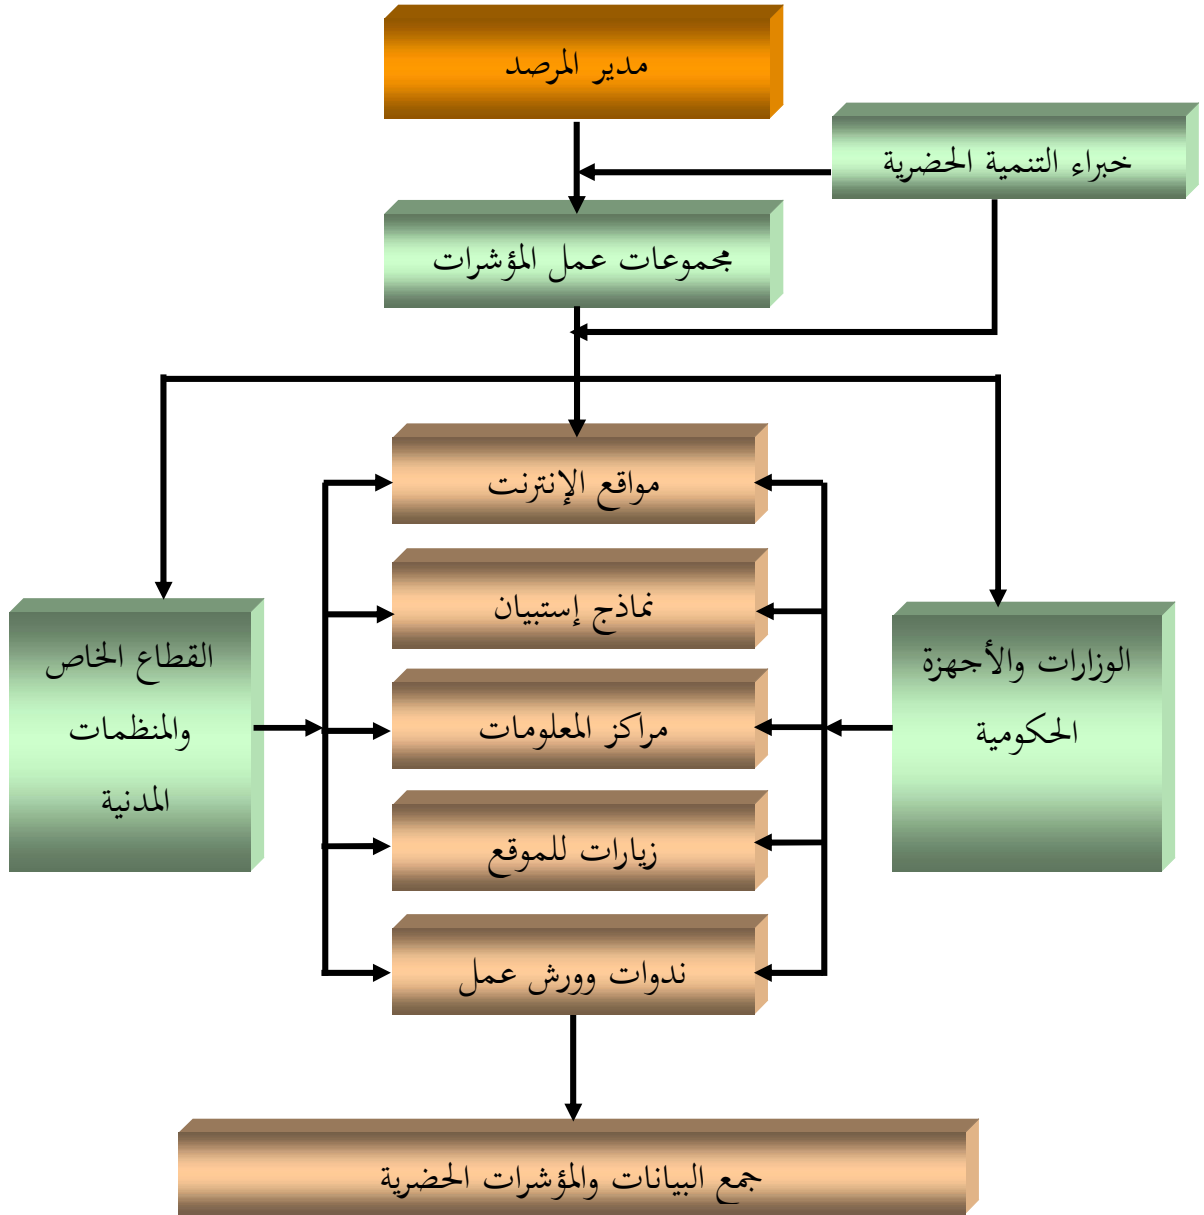 مدير المرصد
خبراء التنمية الحضرية
مجموعات عمل المؤشرات
مواقع الإنترنت
نماذج إستبيان
الوزارات والأجهزة
الحكومية
القطاع الخاص
والمنظمات
المدنية
مراكز المعلومات
زيارات للموقع
ندوات وورش عمل
جمع البيانات والمؤشرات الحضرية